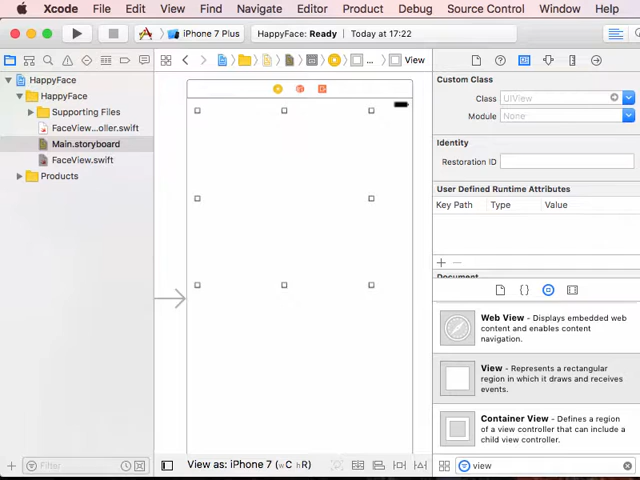 Xcode File Edit View Find Navigate Editor Product Debug Source Control Window Help
iPhone 7 Plus HappyFace: Ready Today at 17:22
... View
HappyFace
HappyFace
Supporting Files
FaceView...oller.swift
Main.storyboard
FaceView.swift
Products
Custom Class
Class UIView
Module None
Identity
Restoration ID
User Defined Runtime Attributes
Key Path Type Value
Document
Web View - Displays embedded web
content and enables content
navigation.
View - Represents a rectangular
region in which it draws and receives
events.
Container View - Defines a region
of a view controller that can include a
child view controller.
Filter
View as: iPhone 7 (wC hR)
view